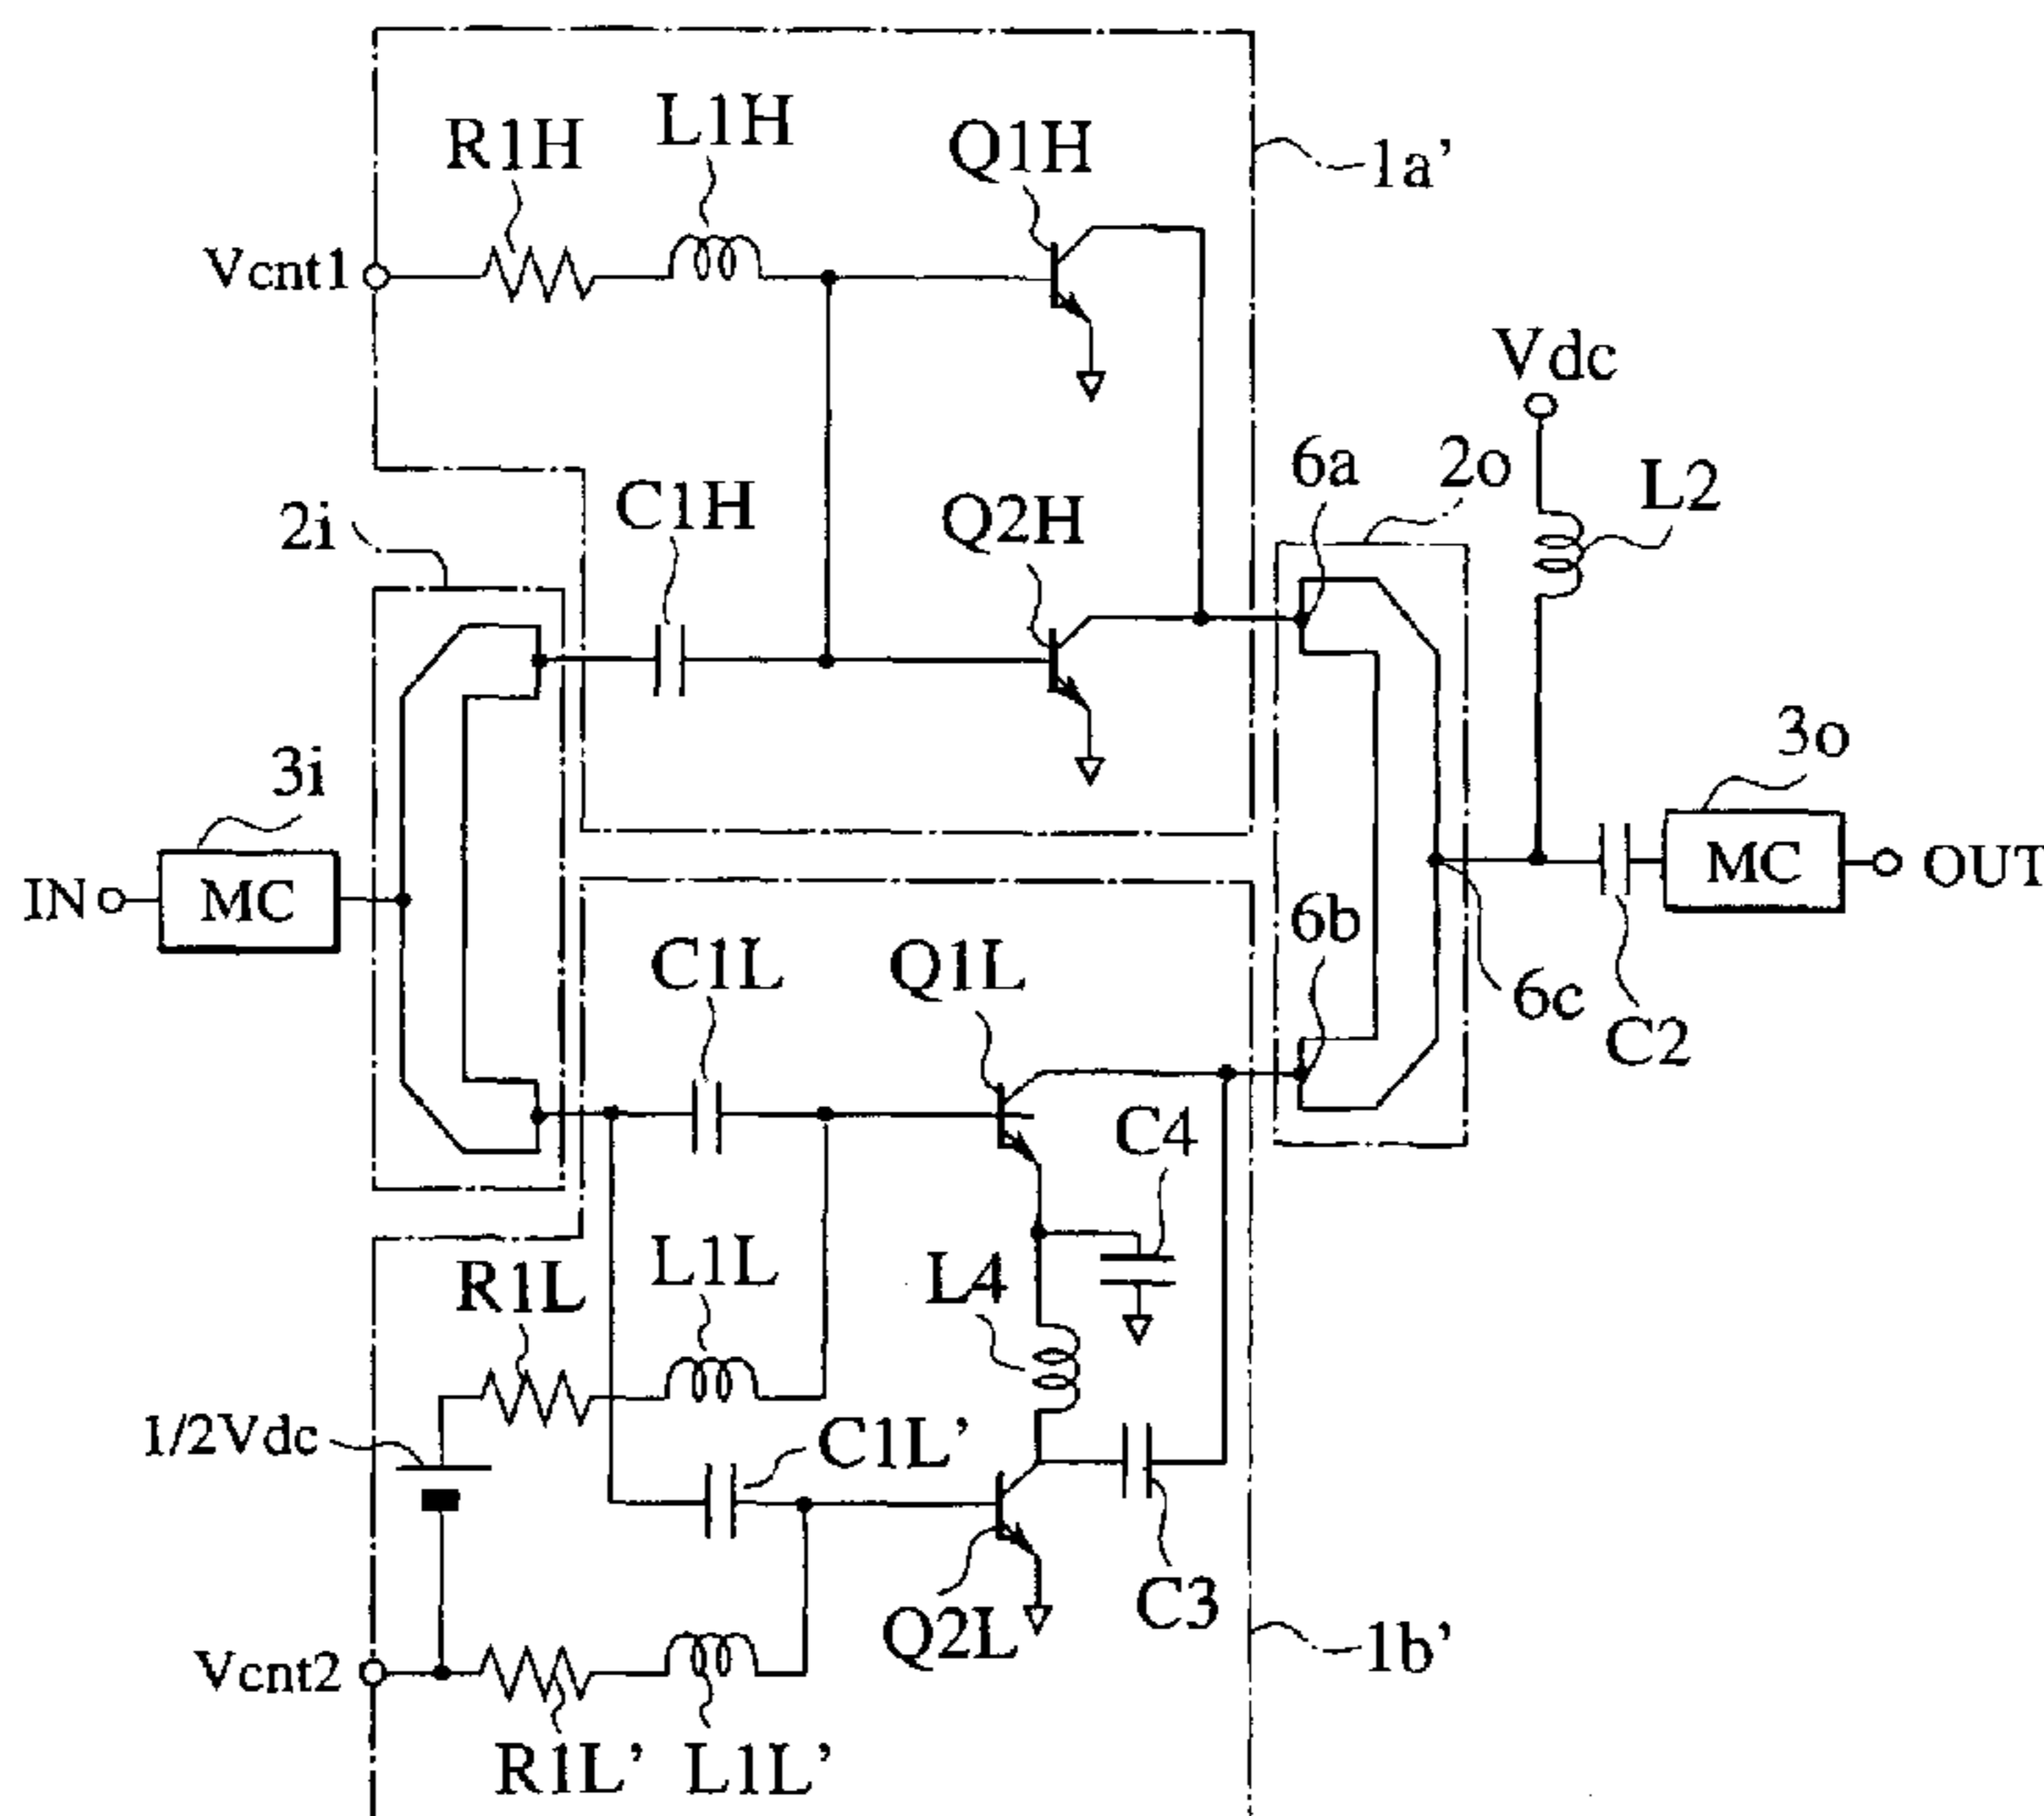 L1H
R1H
Q1H
1a’
Vcnt1
Vdc
6a
2o
L2
C1H
Q2H
2i
3o
3i
MC
OUT
IN
MC
6b
C1L
Q1L
6c
C2
C4
R1L
L1L
L4
1/2Vdc
C1L’
C3
Q2L
1b’
Vcnt2
R1L’
L1L’